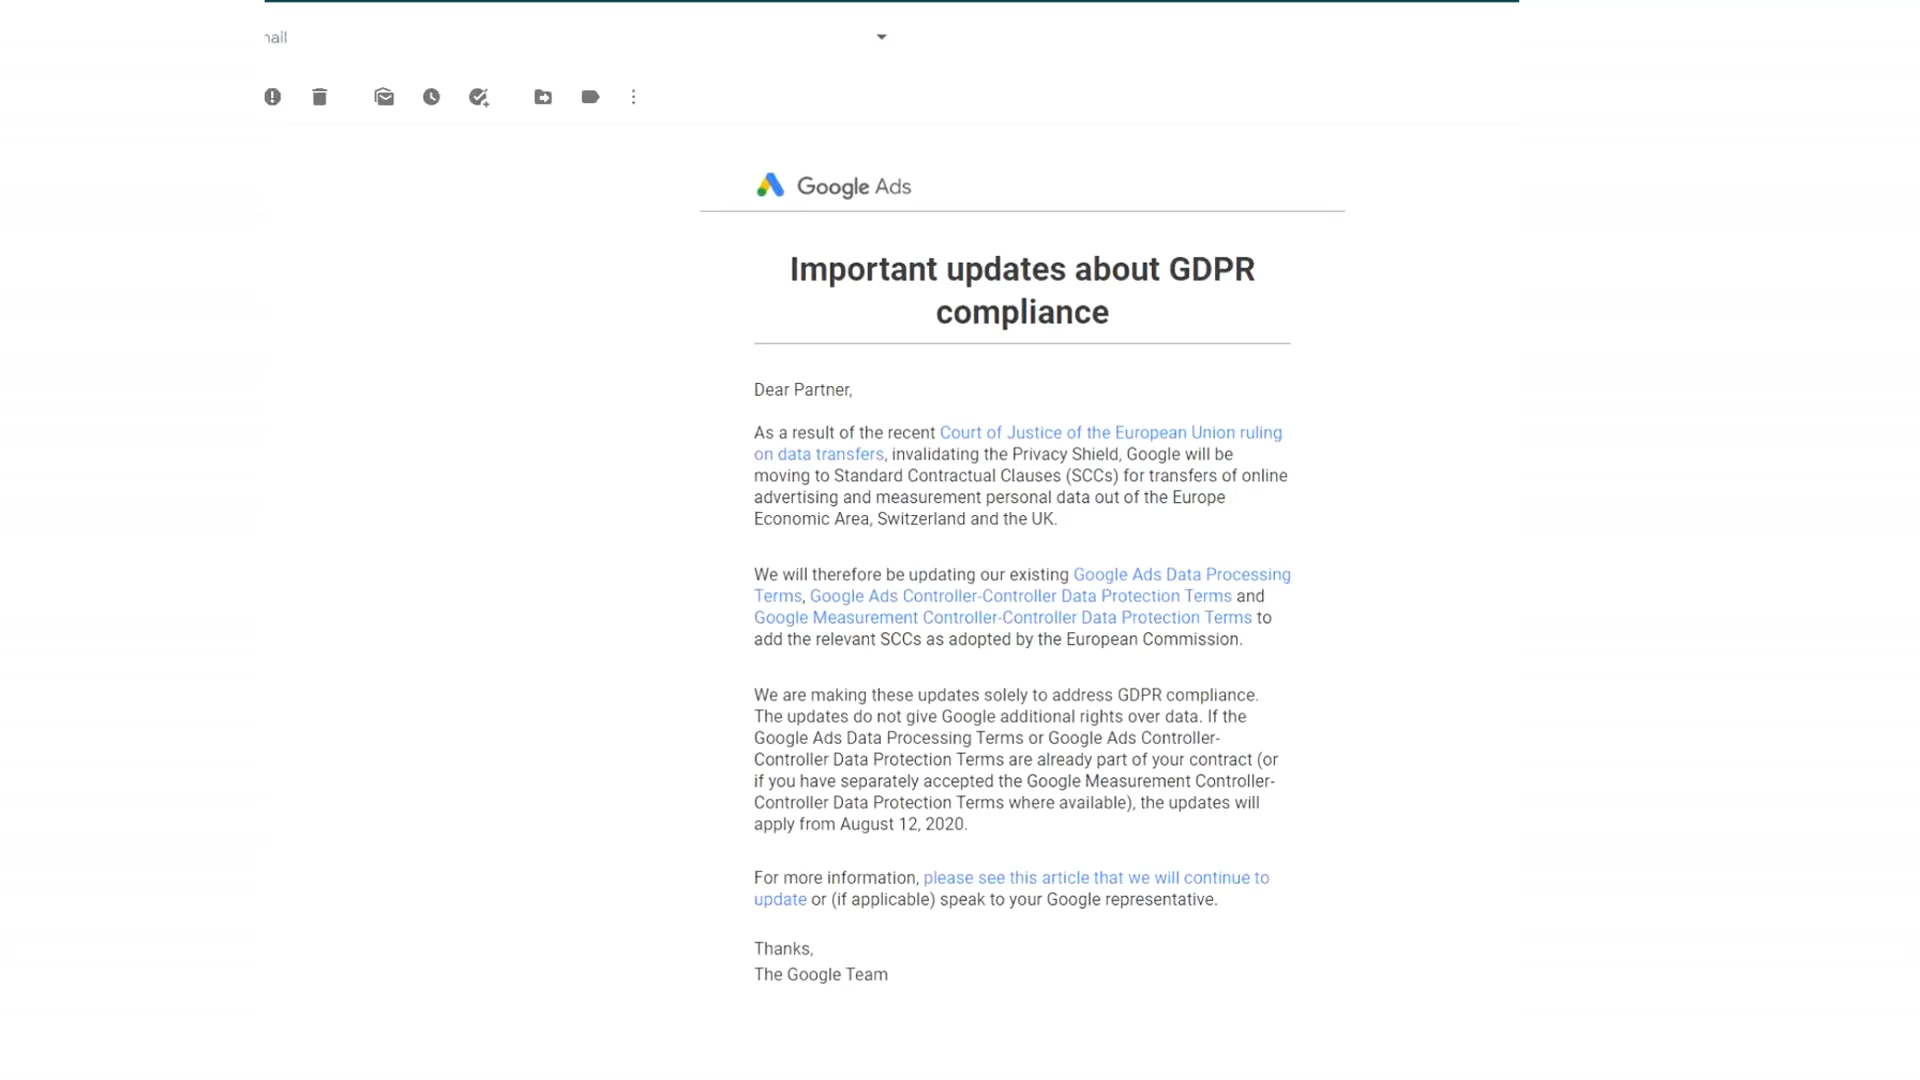 nail
Google Ads
Important updates about GDPR
compliance
Dear Partner,
As a result of the recent Court of Justice of the European Union ruling
on data transfers, invalidating the Privacy Shield, Google will be
moving to Standard Contractual Clauses (SCCs) for transfers of online
advertising and measurement personal data out of the Europe
Economic Area, Switzerland and the UK.
We will therefore be updating our existing Google Ads Data Processing
Terms, Google Ads Controller-Controller Data Protection Terms and
Google Measurement Controller-Controller Data Protection Terms to
add the relevant SCCs as adopted by the European Commission.
We are making these updates solely to address GDPR compliance.
The updates do not give Google additional rights over data. If the
Google Ads Data Processing Terms or Google Ads Controller-
Controller Data Protection Terms are already part of your contract (or
if you have separately accepted the Google Measurement Controller-
Controller Data Protection Terms where available), the updates will
apply from August 12, 2020.
For more information, please see this article that we will continue to
update or (if applicable) speak to your Google representative.
Thanks,
The Google Team